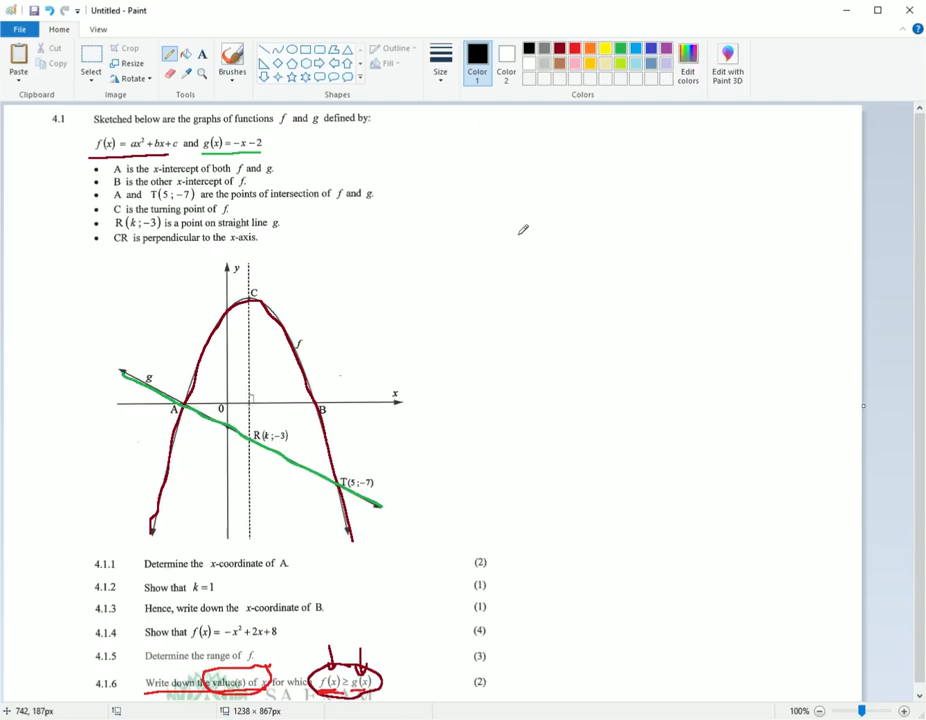 Untitled - Paint
File Home View
Paste
Cut
Copy
Clipboard
Select
Crop
Resize
Rotate
Image
Tools
Brushes
Shapes
Outline
Fill
Size
Color 1
Color 2
Edit colors
Edit with Paint 3D
Colors
4.1 Sketched below are the graphs of functions f and g defined by:
f(x) = ax² + bx + c and g(x) = −x − 2
• A is the x-intercept of both f and g.
• B is the other x-intercept of f.
• A and T(5 ; −7) are the points of intersection of f and g.
• C is the turning point of f.
• R(k ; −3) is a point on straight line g.
• CR is perpendicular to the x-axis.
y
C
f
g
x
A 0 B
R(k ; −3)
T(5 ; −7)
4.1.1 Determine the x-coordinate of A. (2)
4.1.2 Show that k = 1 (1)
4.1.3 Hence, write down the x-coordinate of B. (1)
4.1.4 Show that f(x) = −x² + 2x + 8 (4)
4.1.5 Determine the range of f. (3)
4.1.6 Write down the value(s) of x for which f(x) ≥ g(x) (2)
742, 187px
1238 × 867px
100%